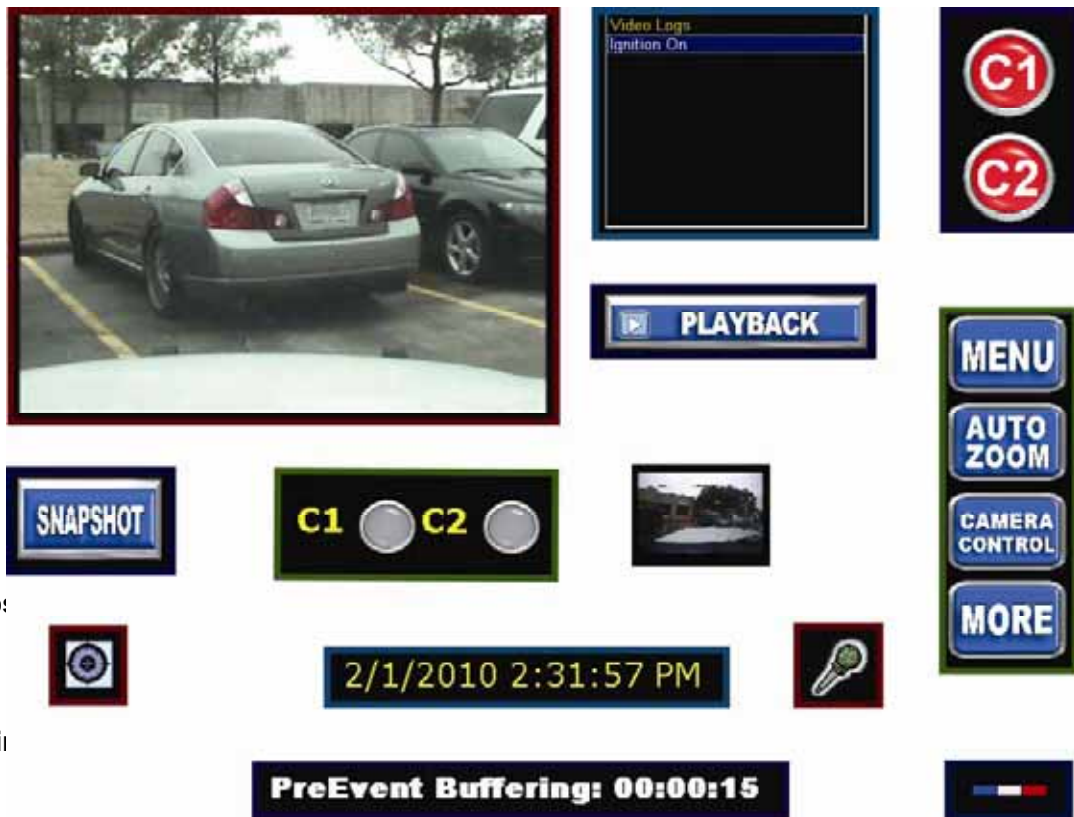 Video Logs
Ignition On
C1
C2
PLAYBACK
MENU
AUTO
ZOOM
SNAPSHOT
C1 C2
CAMERA
CONTROL
MORE
2/1/2010 2:31:57 PM
PreEvent Buffering: 00:00:15